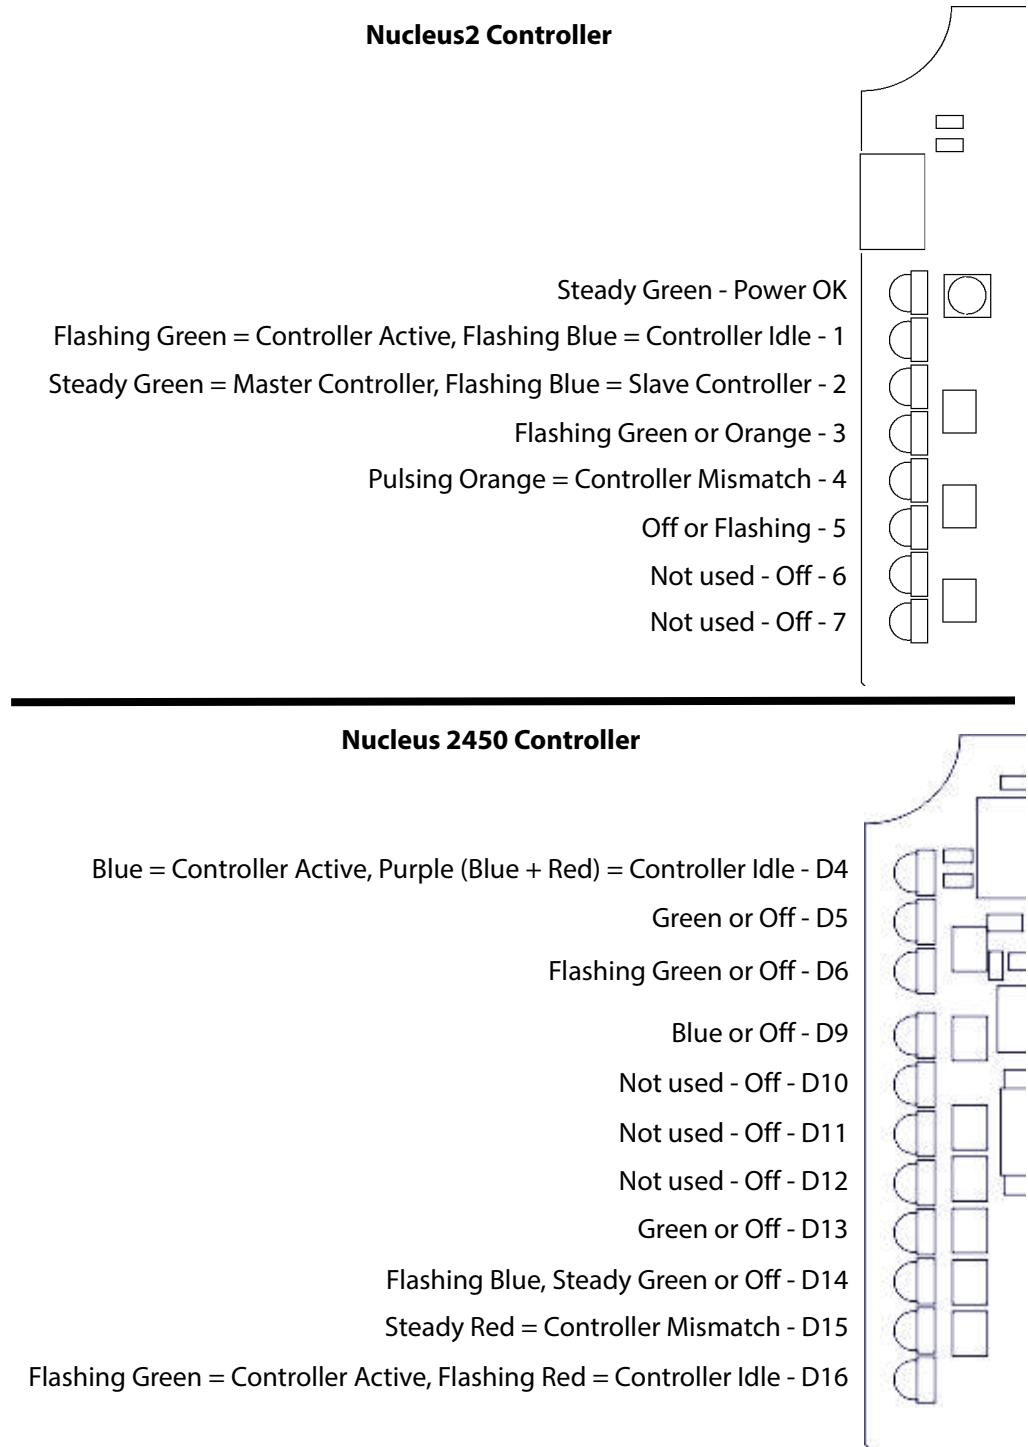 Nucleus2 Controller
Steady Green - Power OK
Flashing Green = Controller Active, Flashing Blue = Controller Idle - 1
Steady Green = Master Controller, Flashing Blue = Slave Controller - 2
Flashing Green or Orange - 3
Pulsing Orange = Controller Mismatch - 4
Off or Flashing - 5
Not used - Off - 6
Not used - Off - 7
Nucleus 2450 Controller
Blue = Controller Active, Purple (Blue + Red) = Controller Idle - D4
Green or Off - D5
Flashing Green or Off - D6
Blue or Off - D9
Not used - Off - D10
Not used - Off - D11
Not used - Off - D12
Green or Off - D13
Flashing Blue, Steady Green or Off - D14
Steady Red = Controller Mismatch - D15
Flashing Green = Controller Active, Flashing Red = Controller Idle - D16